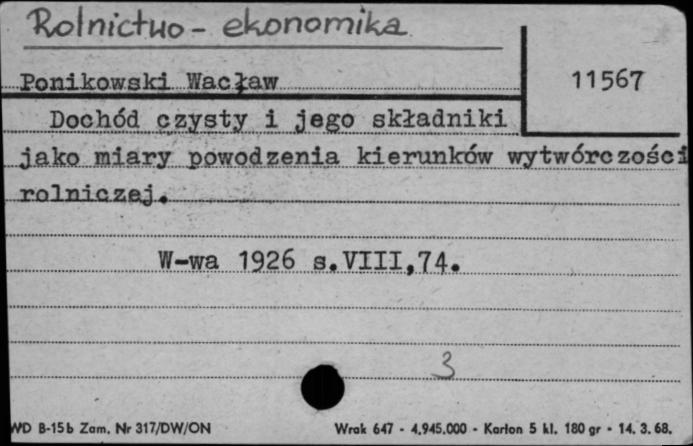 Rolnictwo - ekonomika
Ponikowski Wacław
11567
Dochód czysty i jego składniki
jako miary powodzenia kierunków wytwórczości
rolniczej.
W-wa 1926 s.VIII,74.
3
WD B-15b Zam. Nr 317/DW/ON
Wrak 647 - 4.945.000 - Karton 5 kl. 180 gr - 14. 3. 68.